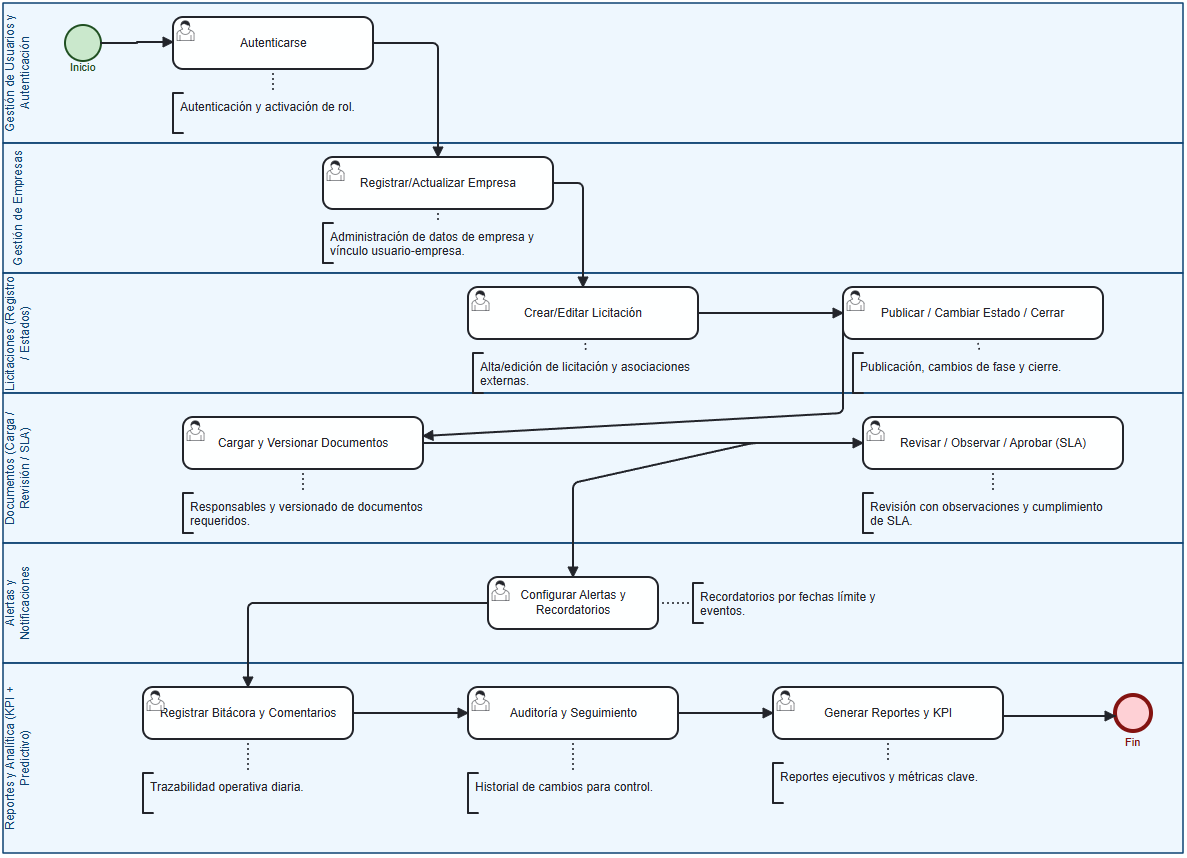 Gestión de Usuarios y
Autenticación
Inicio
Autenticarse
Autenticación y activación de rol.
Gestión de Empresas
Registrar/Actualizar Empresa
Administración de datos de empresa y
vínculo usuario-empresa.
Licitaciones (Registro
/ Estados)
Crear/Editar Licitación
Alta/edición de licitación y asociaciones
externas.
Publicar / Cambiar Estado / Cerrar
Publicación, cambios de fase y cierre.
Documentos (Carga /
Revisión / SLA)
Cargar y Versionar Documentos
Responsables y versionado de documentos
requeridos.
Revisar / Observar / Aprobar (SLA)
Revisión con observaciones y cumplimiento
de SLA.
Alertas y
Notificaciones
Configurar Alertas y
Recordatorios
Recordatorios por fechas límite y
eventos.
Reportes y Analítica (KPI +
Predictivo)
Registrar Bitácora y Comentarios
Trazabilidad operativa diaria.
Auditoría y Seguimiento
Historial de cambios para control.
Generar Reportes y KPI
Reportes ejecutivos y métricas clave.
Fin